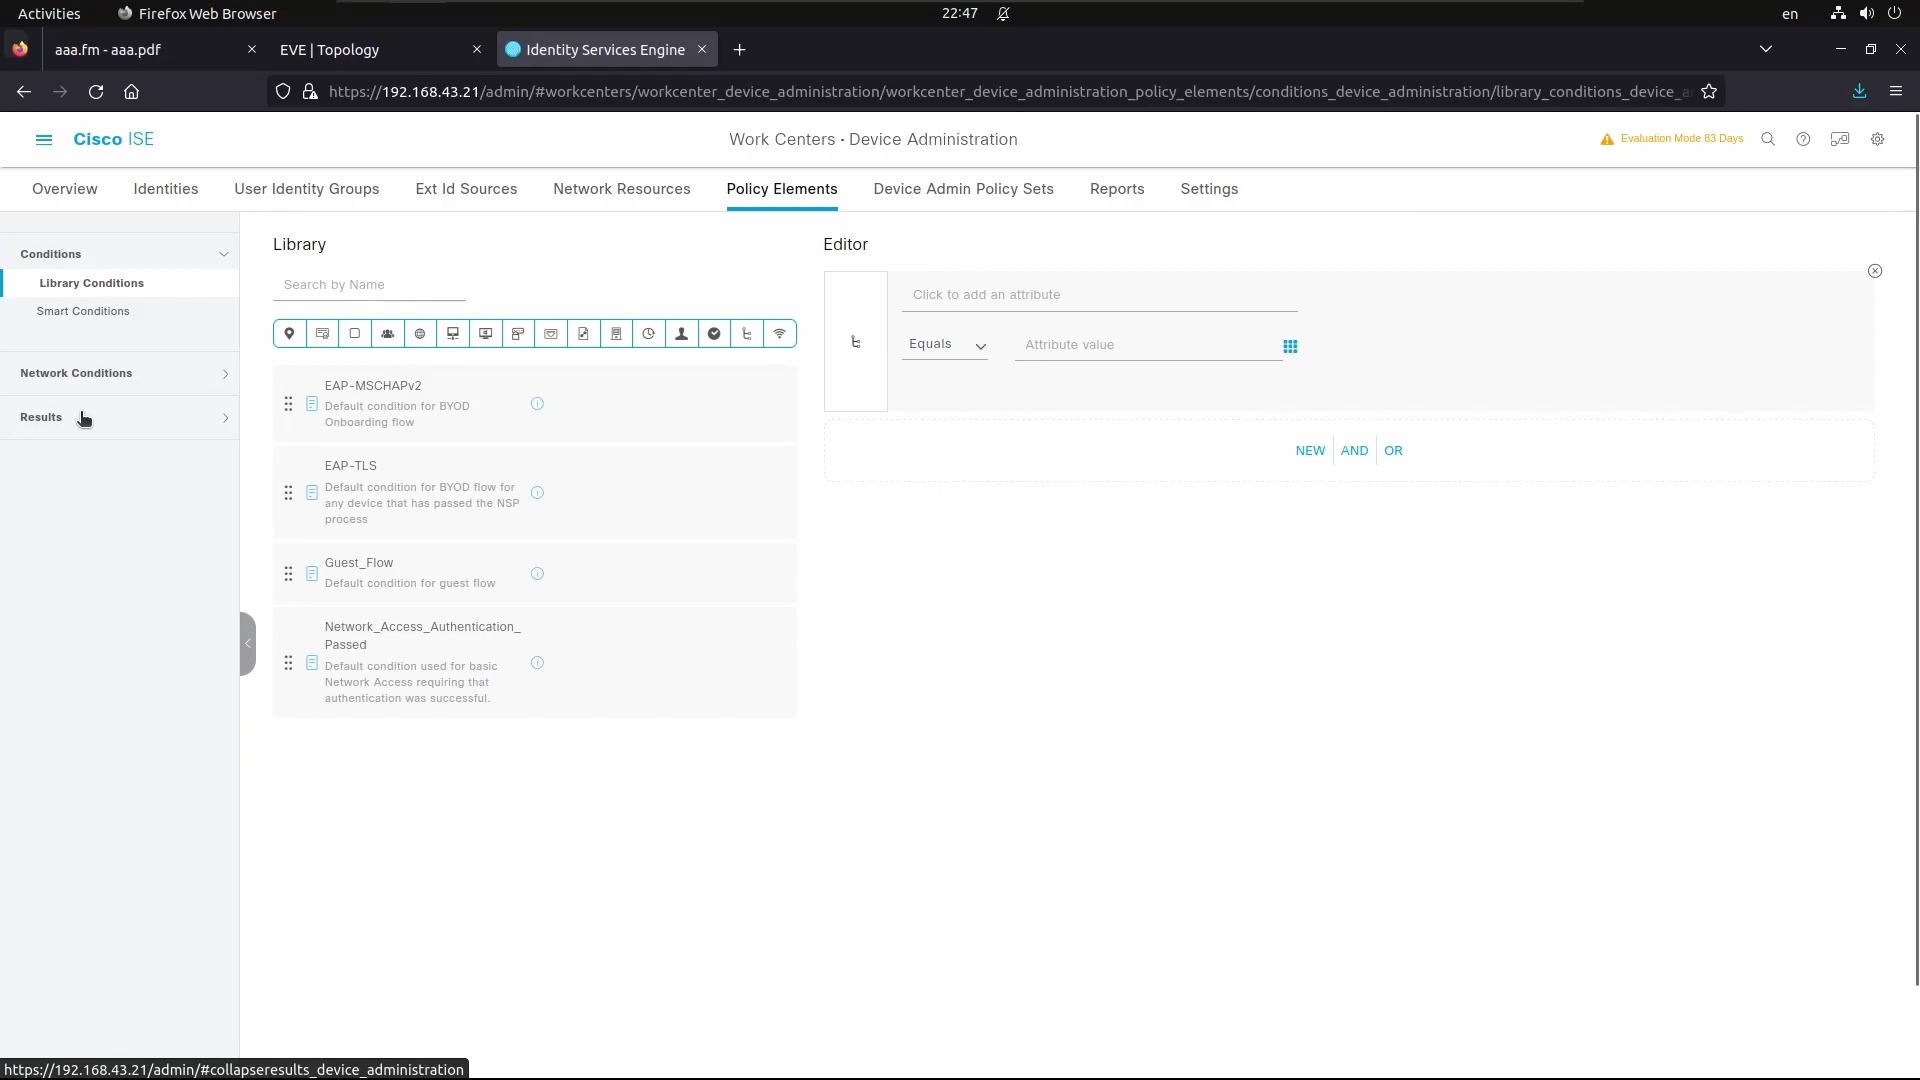 Activities
Firefox Web Browser
22:47
en
aaa.fm - aaa.pdf
EVE | Topology
Identity Services Engine
https://192.168.43.21/admin/#workcenters/workcenter_device_administration/workcenter_device_administration_policy_elements/conditions_device_administration/library_conditions_device_a
Cisco ISE
Work Centers · Device Administration
Evaluation Mode 83 Days
Overview
Identities
User Identity Groups
Ext Id Sources
Network Resources
Policy Elements
Device Admin Policy Sets
Reports
Settings
Conditions
Library Conditions
Smart Conditions
Network Conditions
Results
Library
Search by Name
EAP-MSCHAPv2
Default condition for BYOD
Onboarding flow
EAP-TLS
Default condition for BYOD flow for
any device that has passed the NSP
process
Guest_Flow
Default condition for guest flow
Network_Access_Authentication_
Passed
Default condition used for basic
Network Access requiring that
authentication was successful.
Editor
Click to add an attribute
Equals
Attribute value
NEW AND OR
https://192.168.43.21/admin/#collapseresults_device_administration